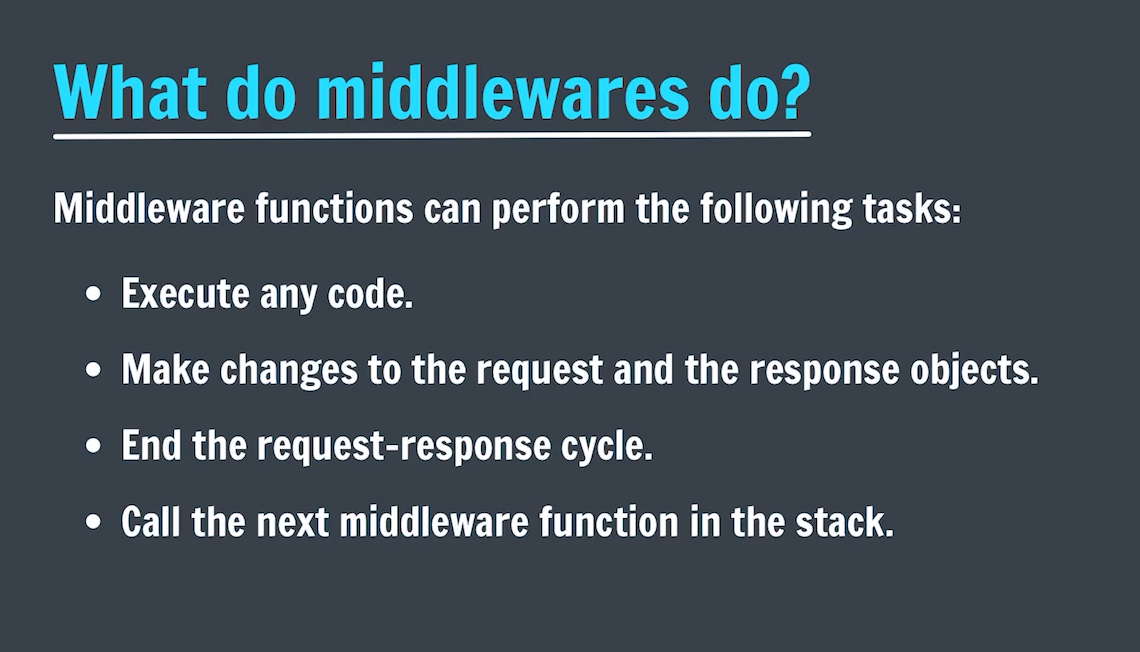 What do middlewares do?
Middleware functions can perform the following tasks:
• Execute any code.
• Make changes to the request and the response objects.
• End the request-response cycle.
• Call the next middleware function in the stack.